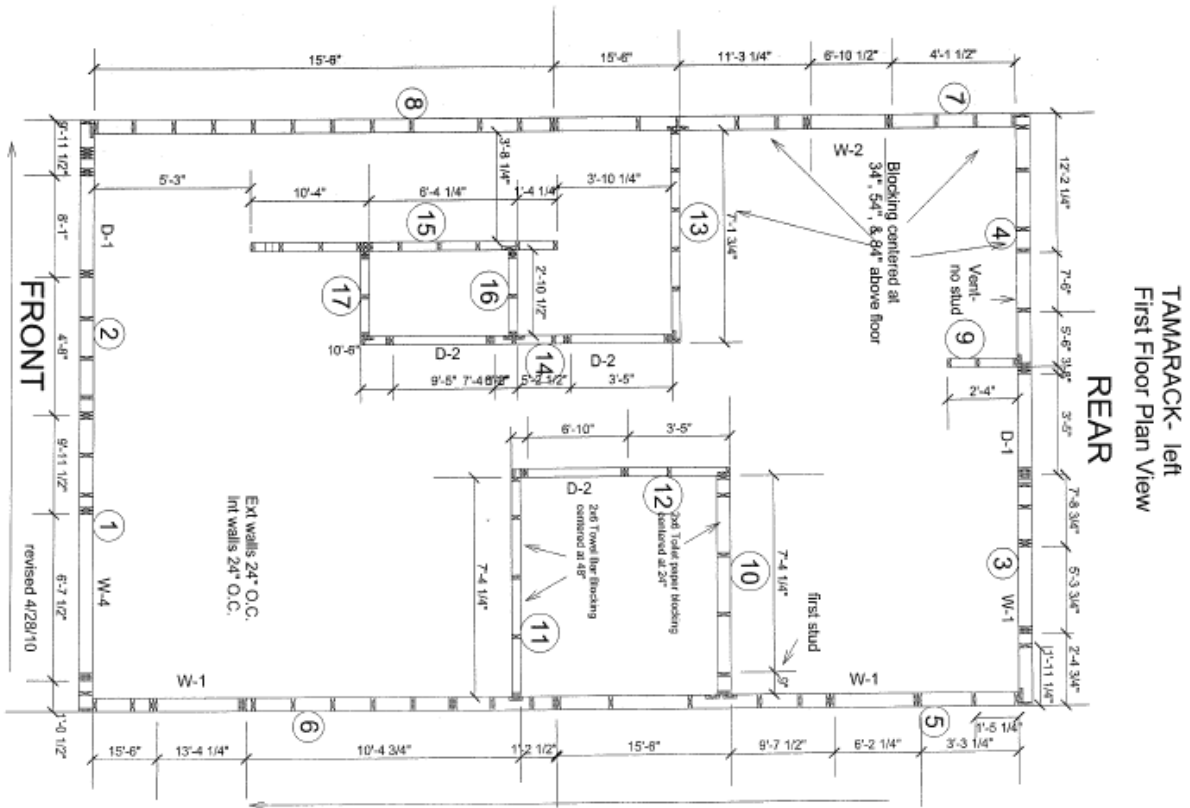 TAMARACK- left
First Floor Plan View
REAR
FRONT
15'-6"
15'-6"
11'-3 1/4"
6'-10 1/2"
4'-1 1/2"
8
7
W-2
Blocking centered at
34", 54", & 84" above floor
3'-8 1/4"
5'-3"
10'-4"
6'-4 1/4"
1'-4 1/4"
3'-10 1/4"
15
13
7'-1 3/4"
4
Vent-
no stud
9
2'-4"
12'-2 1/4"
7'-6"
5'-6"
3'-5"
D-1
7'-8 3/4"
5'-3 3/4"
2'-4 3/4"
1'-11 1/4"
3
W-1
9'-11 1/2"
8'-1"
D-1
4'-8"
2
9'-11 1/2"
1
W-4
6'-7 1/2"
1'-0 1/2"
revised 4/28/10
17
16
2'-10 1/2"
10'-6"
D-2
14
D-2
9'-5"
5'-2 1/2"
3'-5"
6'-10"
3'-5"
D-2
12
2x6 Toilet paper blocking
centered at 24"
2x6 Towel Bar Blocking
centered at 48"
7'-4 1/4"
11
10
7'-4 1/4"
first stud
Ext walls 24" O.C.
Int walls 24" O.C.
W-1
6
W-1
5
1'-5 1/4"
15'-6"
13'-4 1/4"
10'-4 3/4"
1'-2 1/2"
15'-6"
9'-7 1/2"
6'-2 1/4"
3'-3 1/4"